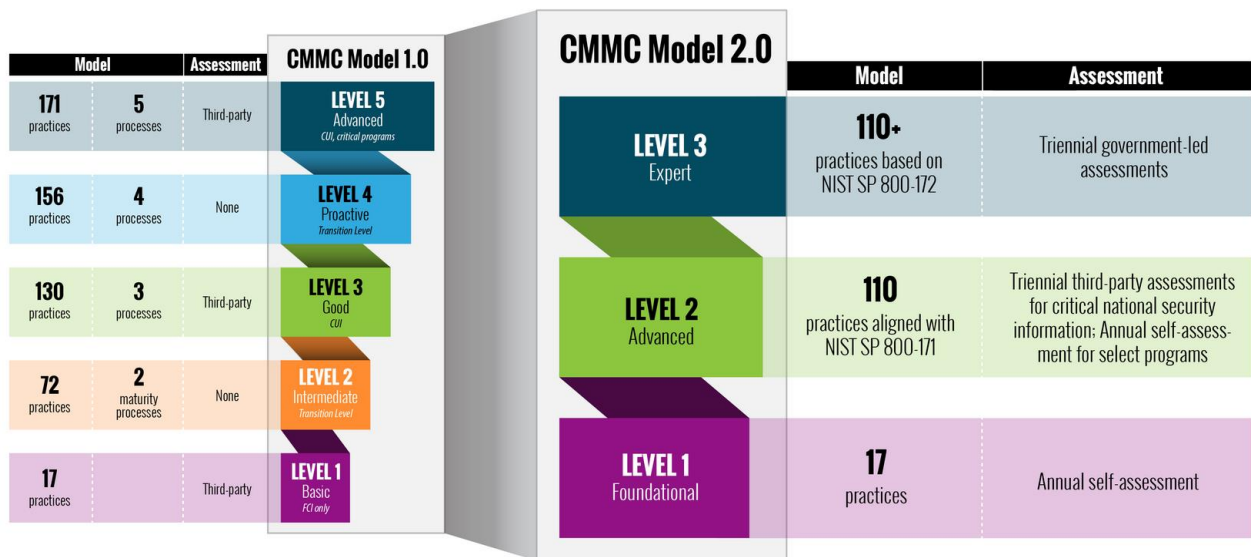 CMMC Model 1.0
Model
Assessment
171
practices
5
processes
Third-party
LEVEL 5
Advanced
CUI, critical programs
156
practices
4
processes
None
LEVEL 4
Proactive
Transition Level
130
practices
3
processes
Third-party
LEVEL 3
Good
CUI
72
practices
2
maturity
processes
None
LEVEL 2
Intermediate
Transition Level
17
practices
Third-party
LEVEL 1
Basic
FCI only
CMMC Model 2.0
Model
Assessment
LEVEL 3
Expert
110+
practices based on
NIST SP 800-172
Triennial government-led
assessments
LEVEL 2
Advanced
110
practices aligned with
NIST SP 800-171
Triennial third-party assessments
for critical national security
information; Annual self-assess-
ment for select programs
LEVEL 1
Foundational
17
practices
Annual self-assessment